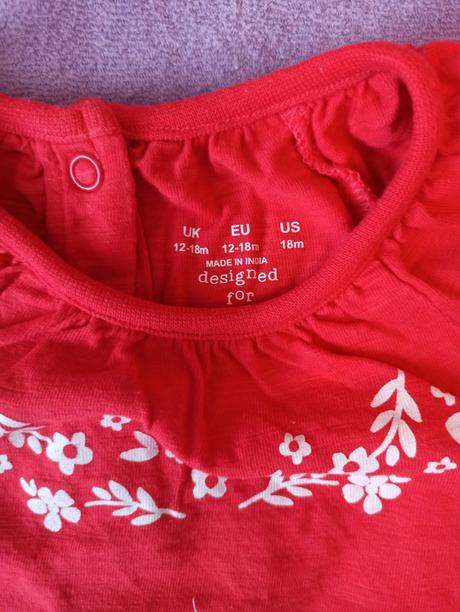 UK EU US
12-18m 12-18m 18m
MADE IN INDIA
designed
for